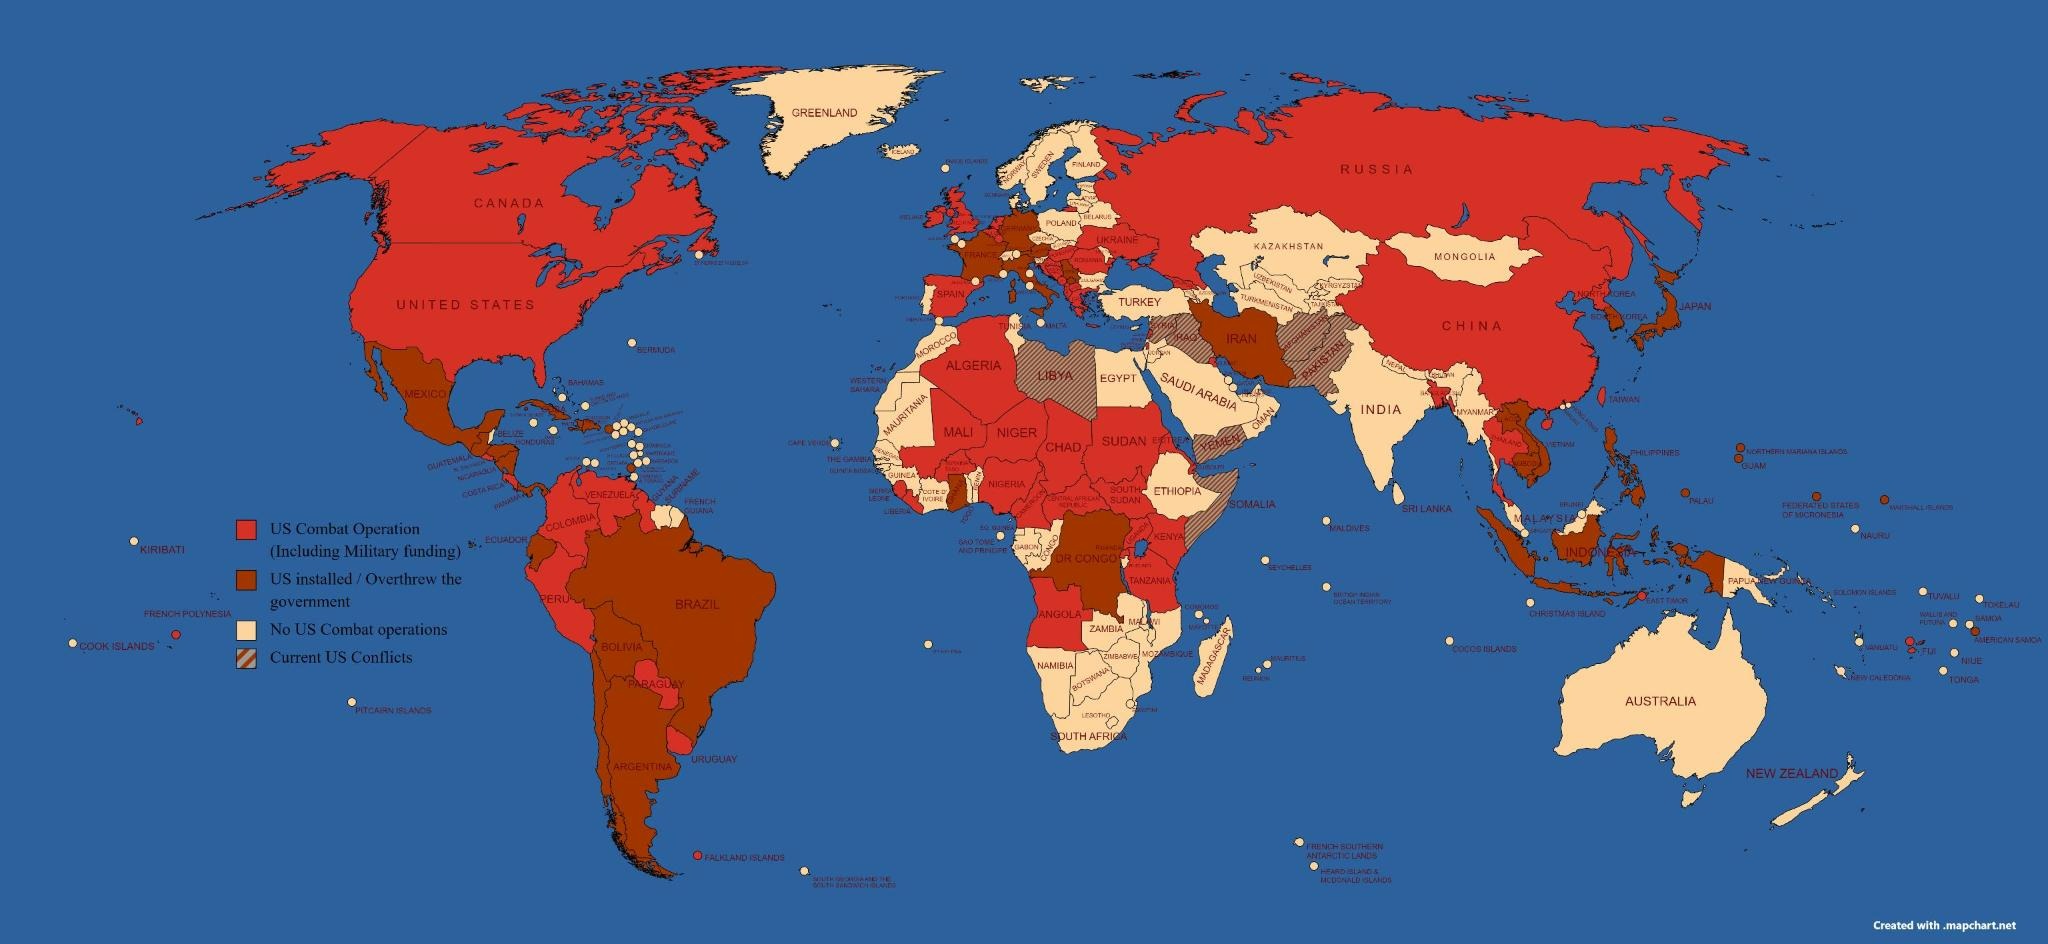 GREENLAND
ICELAND
RUSSIA
CANADA
NORWAY
SWEDEN
FINLAND
IRELAND
POLAND
BELARUS
UKRAINE
GERMANY
FRANCE
ROMANIA
KAZAKHSTAN
MONGOLIA
UNITED STATES
SPAIN
TURKEY
UZBEKISTAN
KYRGYZSTAN
TURKMENISTAN
NORTH KOREA
SOUTH KOREA
JAPAN
CHINA
TUNISIA
MALTA
SYRIA
IRAQ
IRAN
AFGHANISTAN
PAKISTAN
BERMUDA
MOROCCO
ALGERIA
LIBYA
EGYPT
JORDAN
SAUDI ARABIA
NEPAL
INDIA
MYANMAR
TAIWAN
MEXICO
BAHAMAS
WESTERN
SAHARA
MAURITANIA
OMAN
YEMEN
BELIZE
HONDURAS
GUATEMALA
NICARAGUA
COSTA RICA
PANAMA
CAPE VERDE
MALI
NIGER
CHAD
SUDAN
ERITREA
DJIBOUTI
THAILAND
VIETNAM
PHILIPPINES
NORTHERN MARIANA ISLANDS
GUAM
THE GAMBIA
SENEGAL
GUINEA
SIERRA
LEONE
LIBERIA
COTE D'
IVOIRE
TOGO
NIGERIA
CAMEROON
CENTRAL AFRICAN
REPUBLIC
SOUTH
SUDAN
ETHIOPIA
SOMALIA
SRI LANKA
MALDIVES
BRUNEI
MALAYSIA
PALAU
FEDERATED STATES
OF MICRONESIA
MARSHALL ISLANDS
NAURU
VENEZUELA
GUYANA
SURINAME
FRENCH
GUIANA
COLOMBIA
ECUADOR
PERU
BRAZIL
BOLIVIA
PARAGUAY
ARGENTINA
URUGUAY
FALKLAND ISLANDS
SOUTH GEORGIA AND THE
SOUTH SANDWICH ISLANDS
KIRIBATI
FRENCH POLYNESIA
COOK ISLANDS
PITCAIRN ISLANDS
US Combat Operation
(Including Military funding)
US installed / Overthrew the
government
No US Combat operations
Current US Conflicts
EQ. GUINEA
SAO TOME
AND PRINCIPE
GABON
CONGO
DR CONGO
UGANDA
KENYA
TANZANIA
ANGOLA
ZAMBIA
MALAWI
MOZAMBIQUE
ZIMBABWE
NAMIBIA
BOTSWANA
LESOTHO
SOUTH AFRICA
MADAGASCAR
COMOROS
MAYOTTE
MAURITIUS
REUNION
SEYCHELLES
BRITISH INDIAN
OCEAN TERRITORY
INDONESIA
EAST TIMOR
PAPUA NEW GUINEA
SOLOMON ISLANDS
CHRISTMAS ISLAND
COCOS ISLANDS
AUSTRALIA
NEW ZEALAND
TUVALU
TOKELAU
WALLIS AND
FUTUNA
SAMOA
AMERICAN SAMOA
VANUATU
FIJI
NIUE
NEW CALEDONIA
TONGA
FRENCH SOUTHERN
ANTARCTIC LANDS
HEARD ISLAND &
MCDONALD ISLANDS
Created with .mapchart.net